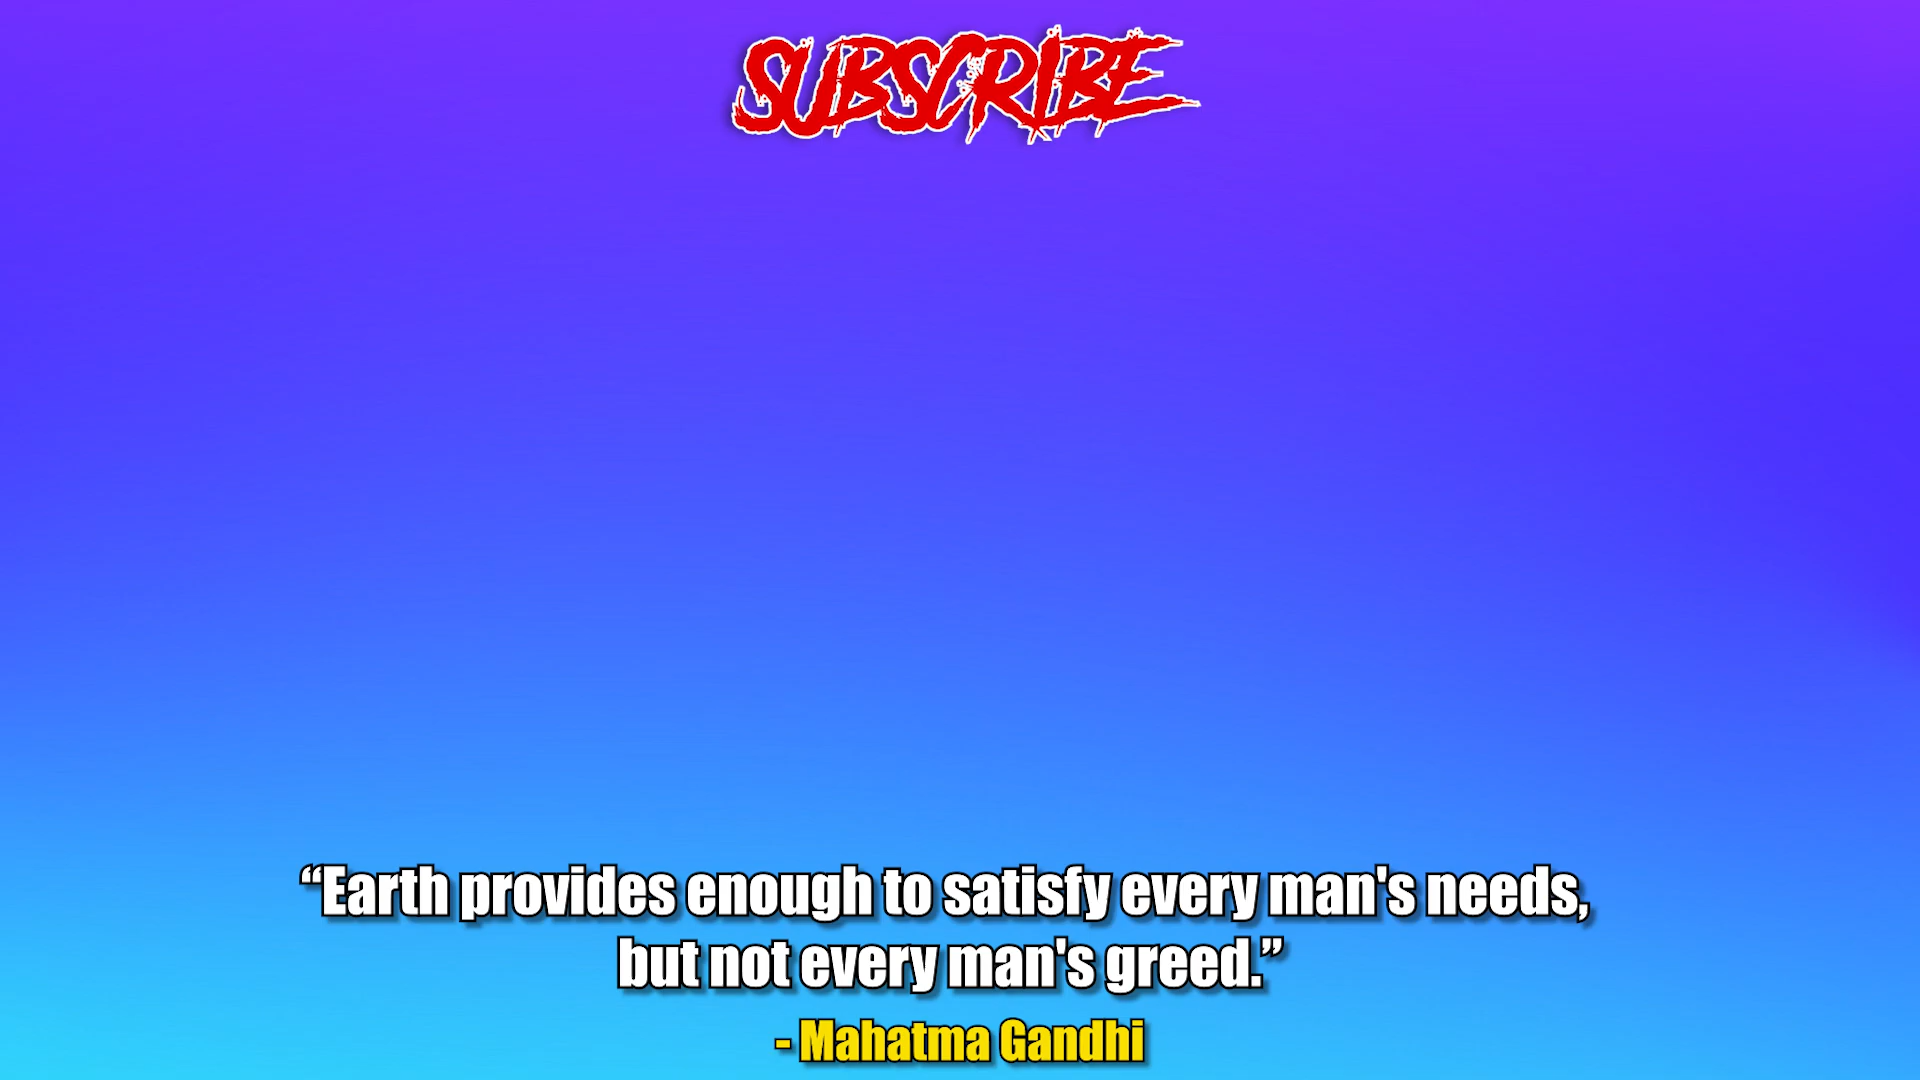 SUBSCRIBE
“Earth provides enough to satisfy every man's needs,
but not every man's greed.”
- Mahatma Gandhi